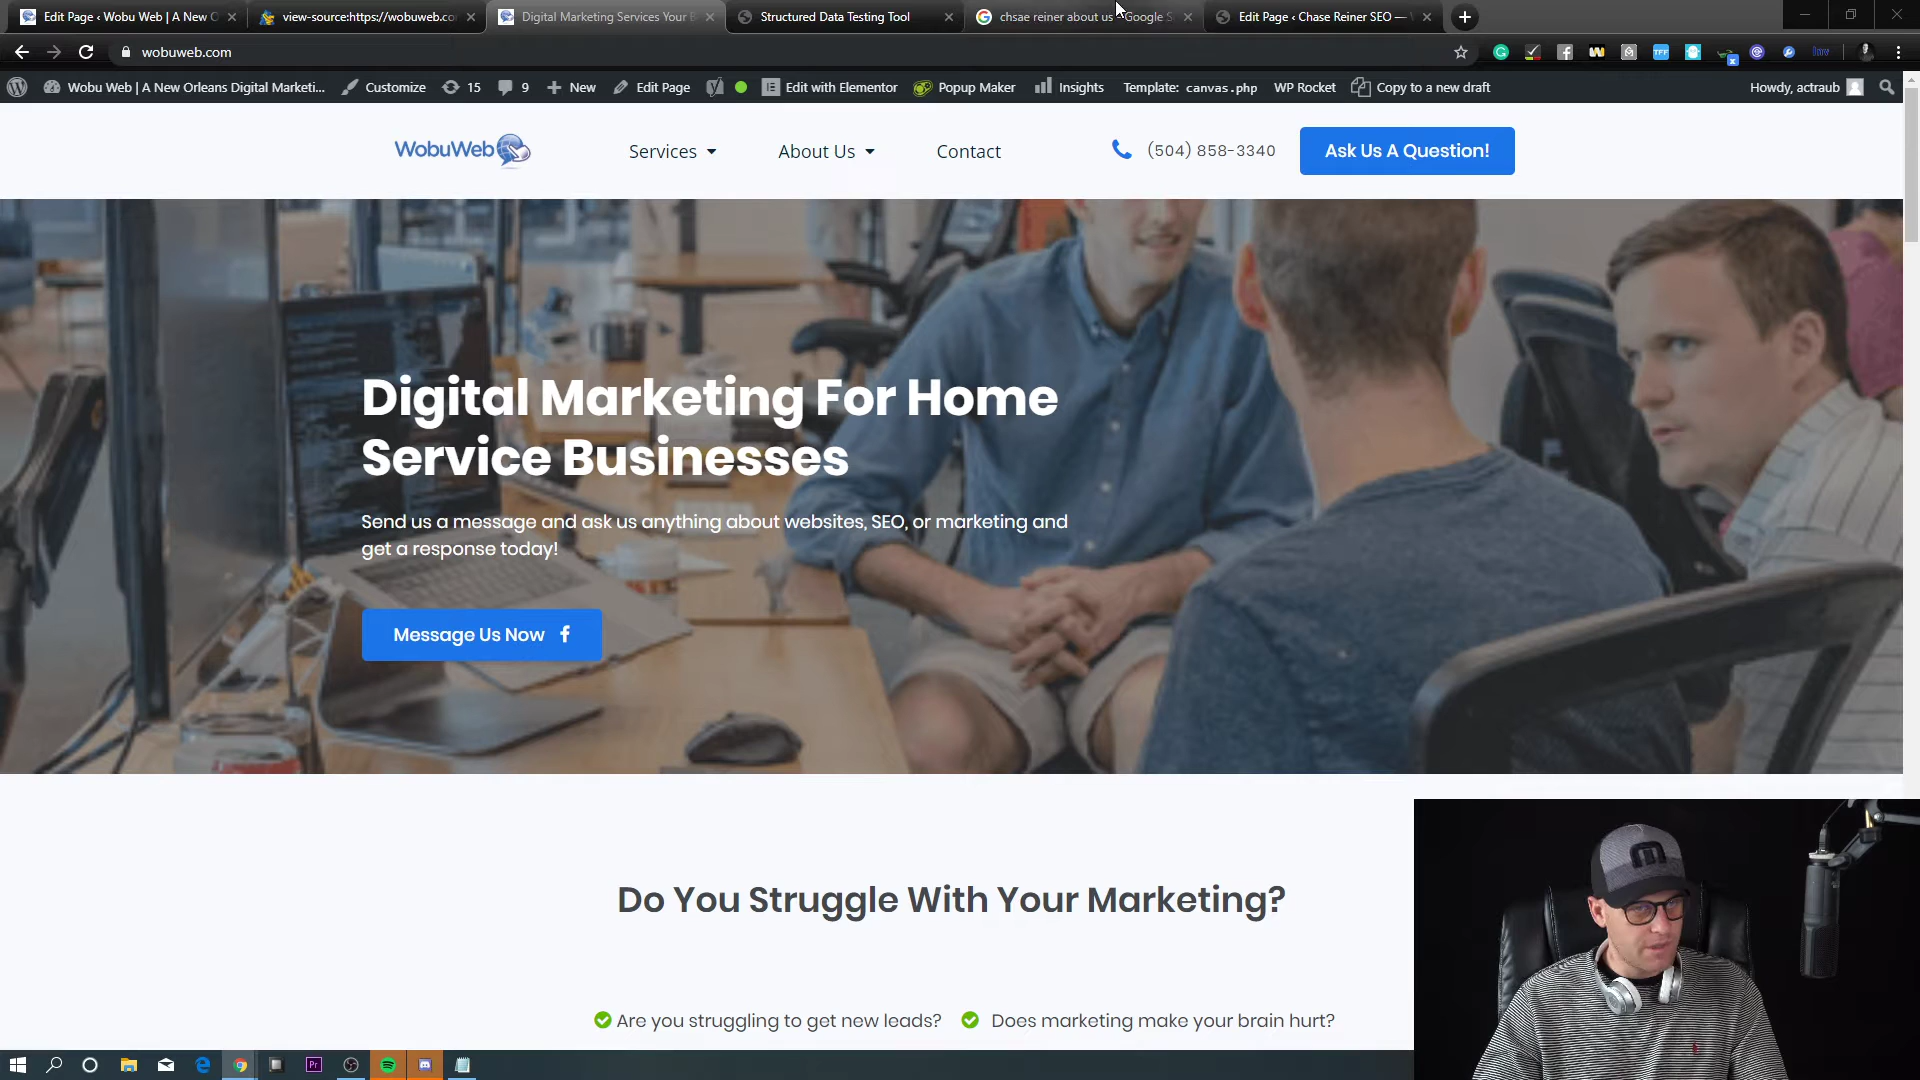 Edit Page ‹ Wobu Web | A New O
view-source:https://wobuweb.co
Digital Marketing Services Your B
Structured Data Testing Tool
chsae reiner about us - Google S
Edit Page ‹ Chase Reiner SEO —
wobuweb.com
Wobu Web | A New Orleans Digital Marketi...
Customize
15
9
New
Edit Page
Edit with Elementor
Popup Maker
Insights
Template: canvas.php
WP Rocket
Copy to a new draft
Howdy, actraub
WobuWeb
Services
About Us
Contact
(504) 858-3340
Ask Us A Question!
Digital Marketing For Home
Service Businesses
Send us a message and ask us anything about websites, SEO, or marketing and
get a response today!
Message Us Now
Do You Struggle With Your Marketing?
Are you struggling to get new leads?
Does marketing make your brain hurt?